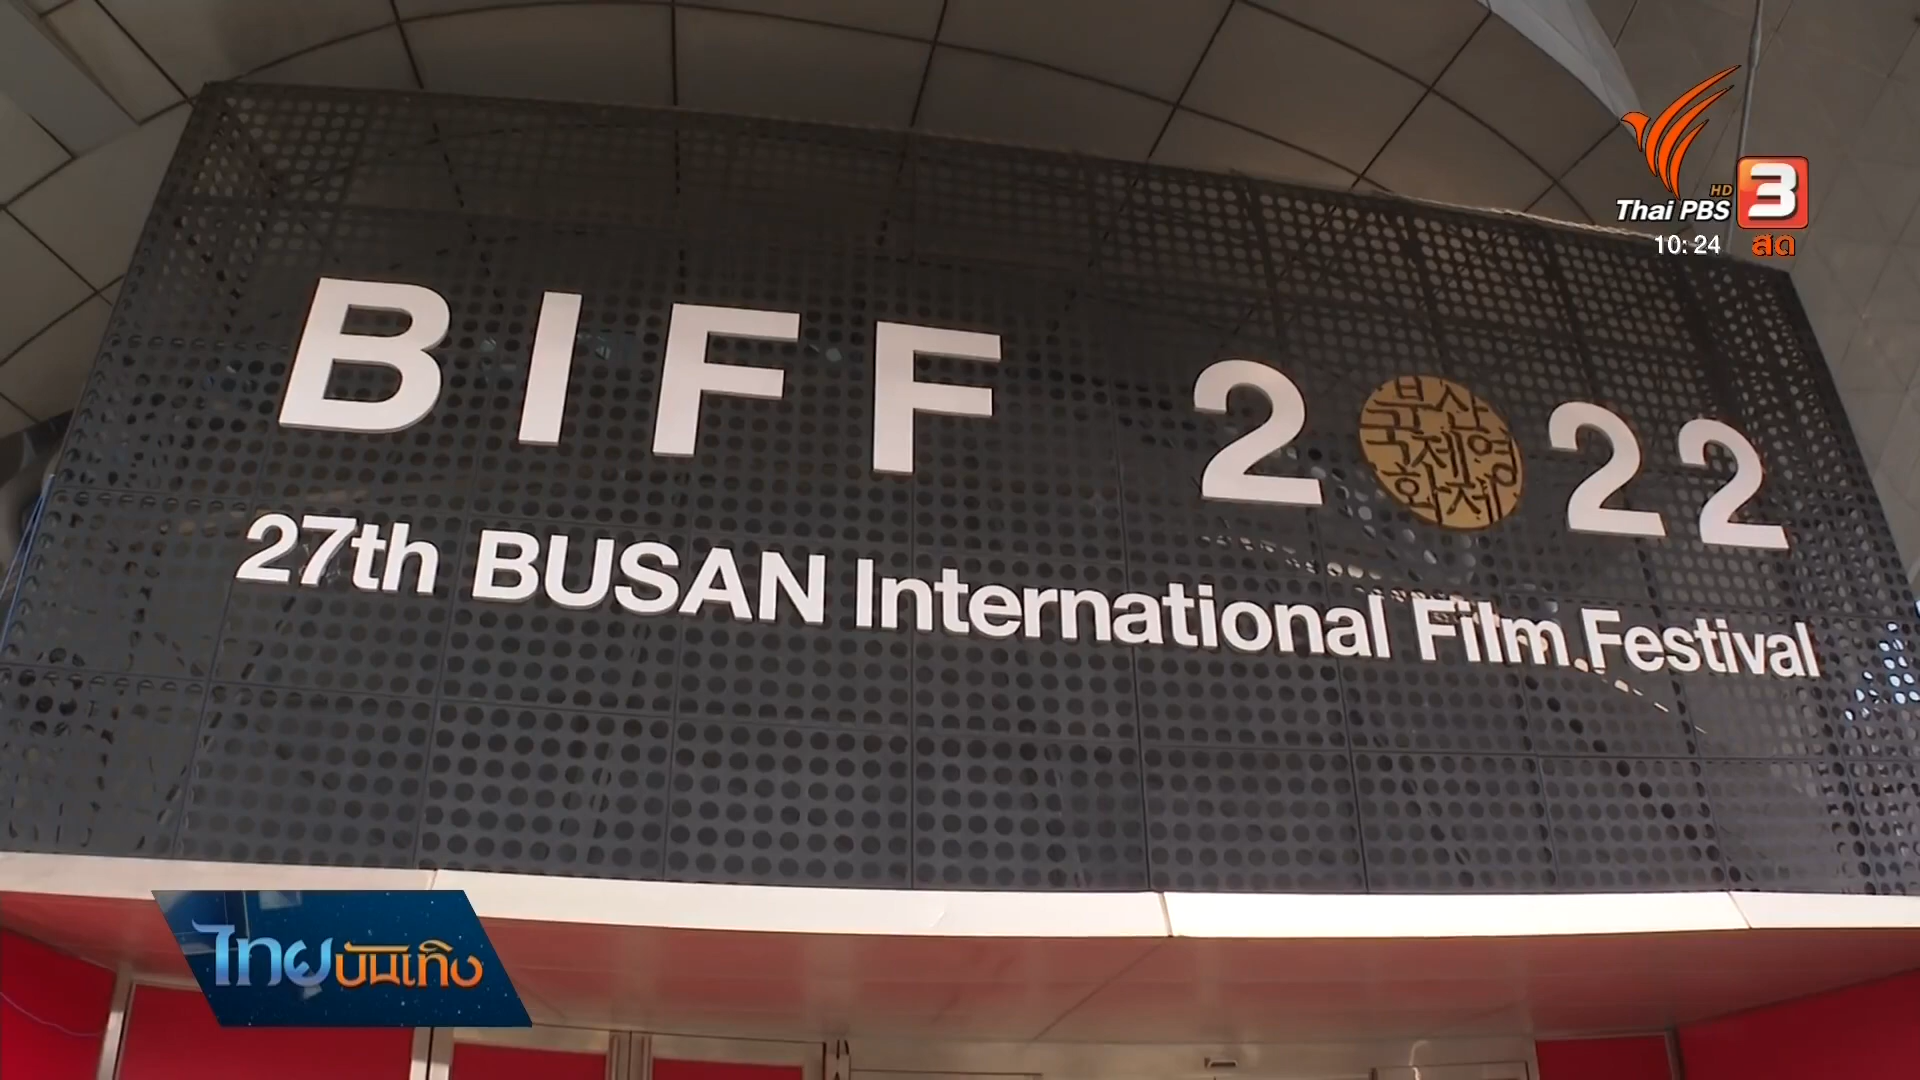 HD
Thai PBS 3
10:24 สด
BIFF 2022
부산
국제영
화제
27th BUSAN International Film Festival
ไทยบันเทิง